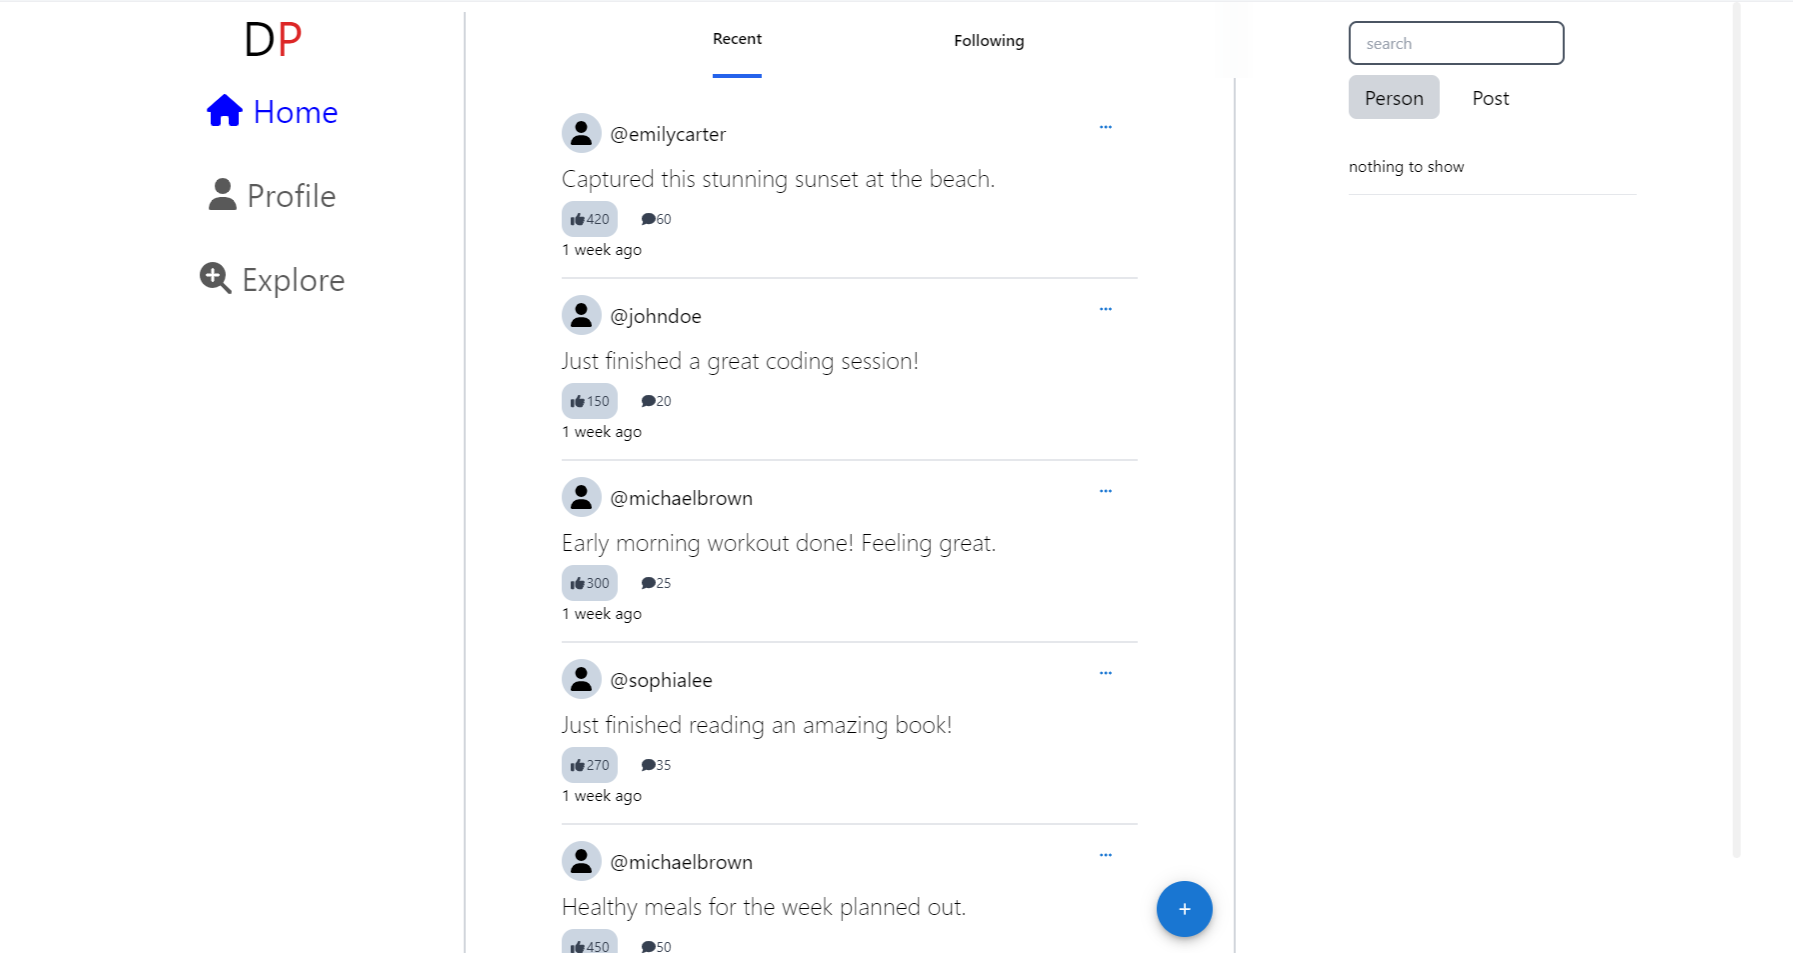 DP
Home
Profile
Explore
Recent
Following
@emilycarter
Captured this stunning sunset at the beach.
420 60
1 week ago
@johndoe
Just finished a great coding session!
150 20
1 week ago
@michaelbrown
Early morning workout done! Feeling great.
300 25
1 week ago
@sophialee
Just finished reading an amazing book!
270 35
1 week ago
@michaelbrown
Healthy meals for the week planned out.
450 50
search
Person Post
nothing to show